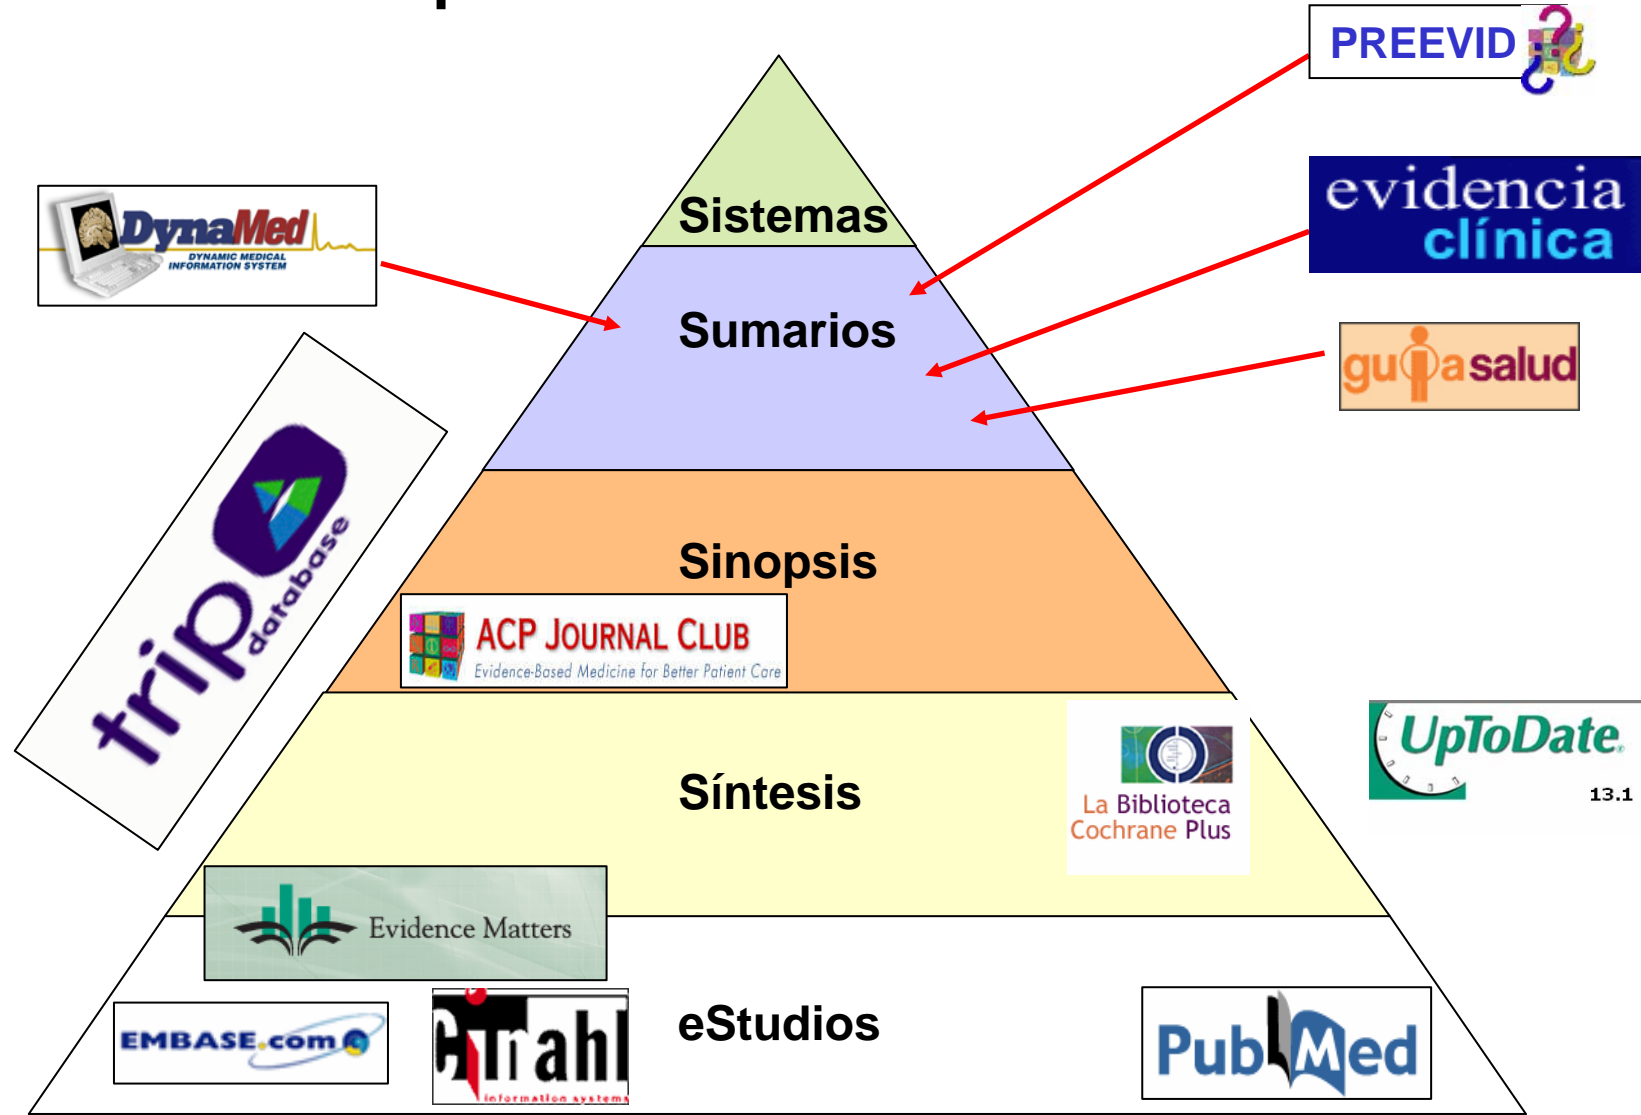 PREEVID
Sistemas
DynaMed
DYNAMIC MEDICAL
INFORMATION SYSTEM
evidencia
clínica
Sumarios
guíasalud
trip
database
Sinopsis
ACP JOURNAL CLUB
Evidence-Based Medicine for Better Patient Care
Síntesis
La Biblioteca
Cochrane Plus
UpToDate®
13.1
Evidence Matters
eStudios
EMBASE.com
Cinahl
information systems
PubMed